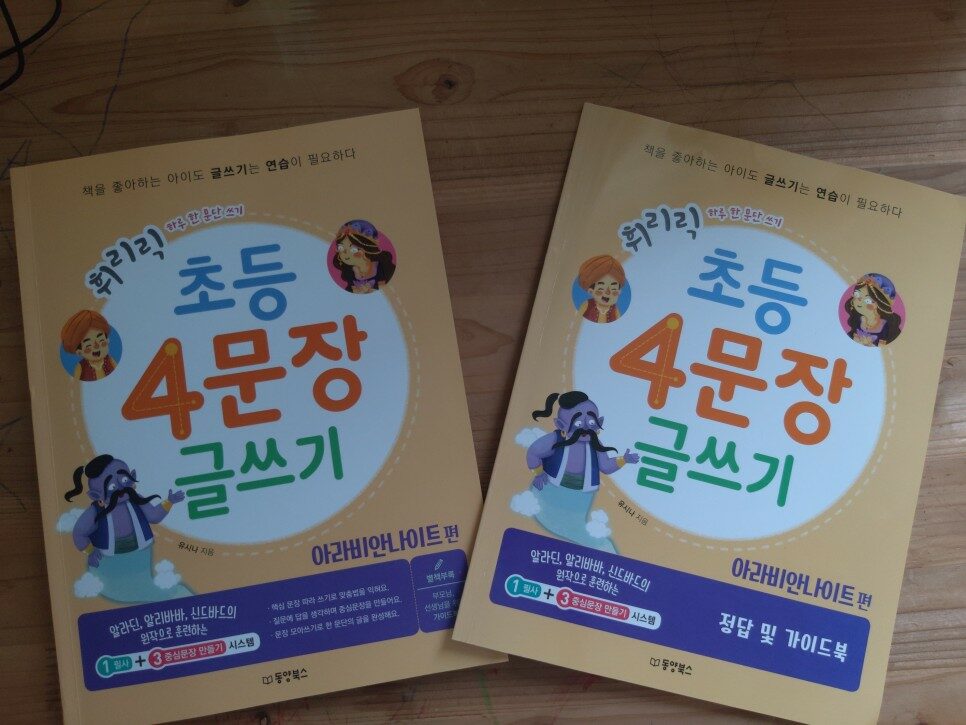 책을 좋아하는 아이도 글쓰기는 연습이 필요하다
휘리릭
하루 한 문단 쓰기
초등
4문장
글쓰기
유시나 지음
아라비안나이트 편
알라딘, 알리바바, 신드바드의
원작으로 훈련하는
1 필사 + 3 중심문장 만들기 시스템
· 핵심 문장 따라 쓰기로 맞춤법을 익혀요.
· 질문에 답을 생각하며 중심문장을 만들어요.
· 문장 모아쓰기로 한 문단의 글을 완성해요.
별책부록
부모님,
선생님을
가이드
동양북스
책을 좋아하는 아이도 글쓰기는 연습이 필요하다
휘리릭
하루 한 문단 쓰기
초등
4문장
글쓰기
유시나 지음
아라비안나이트 편
알라딘, 알리바바, 신드바드의
원작으로 훈련하는
1 필사 + 3 중심문장 만들기 시스템
정답 및 가이드북
동양북스